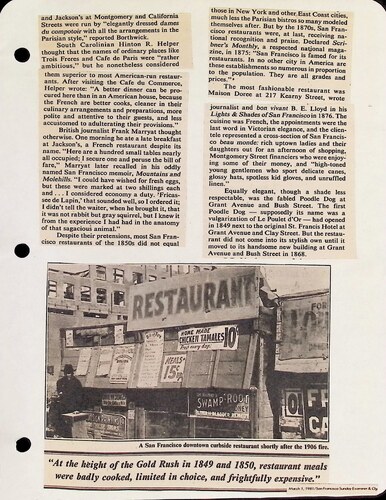 and Jackson's at Montgomery and California
Streets were run by "elegantly dressed dames
du compotoir with all the arrangements in the
Parisian style," reported Borthwick.
South Carolinian Hinton R. Helper
thought that the names of ordinary places like
Trois Freres and Cafe de Paris were "rather
ambitious," but he nonetheless considered
them superior to most American-run restau-
rants. After visiting the Cafe du Commerce,
Helper wrote: "A better dinner can be pro-
cured here than in an American house, because
the French are better cooks, cleaner in their
culinary arrangements and preparations, more
polite and attentive to their guests, and less
accustomed to adulterating their provisions."
British journalist Frank Marryat thought
otherwise. One morning he ate a late breakfast
at Jackson's, a French restaurant despite its
name. "Here are a hundred small tables nearly
all occupied; I secure one and peruse the bill of
fare," Marryat later recalled in his oddly
named San Francisco memoir, Mountains and
Molehills. "I could have wished for fresh eggs,
but these were marked at two shillings each
and . . . I considered economy a duty. 'Fricas-
see de Lapin,' that sounded well, so I ordered it;
I didn't tell the waiter, when he brought it, that
it was not rabbit but gray squirrel, but I knew it
from the experience I had had in the anatomy
of that sagacious animal."
Despite their pretensions, most San Fran-
cisco restaurants of the 1850s did not equal
those in New York and other East Coast cities,
much less the Parisian bistros so many modeled
themselves after. But by the 1870s, San Fran-
cisco restaurants were, at last, receiving na-
tional recognition and praise. Declared Scrib-
ner's Monthly, a respected national maga-
zine, in 1875: "San Francisco is famed for its
restaurants. In no other city in America are
these establishments so numerous in proportion
to the population. They are all grades and
prices."
The most fashionable restaurant was
Maison Doree at 217 Kearny Street, wrote
journalist and bon vivant B. E. Lloyd in his
Lights & Shades of San Francisco in 1876. The
cuisine was French, the appointments were the
last word in Victorian elegance, and the clien-
tele represented a cross-section of San Francis-
co beau monde: rich uptown ladies and their
daughters out for an afternoon of shopping,
Montgomery Street financiers who were enjoy-
ing some of their money, and "high-toned
young gentlemen who sport delicate canes,
glossy hats, spotless kid gloves, and unruffled
linen."
Equally elegant, though a shade less
respectable, was the fabled Poodle Dog at
Grant Avenue and Bush Street. The first
Poodle Dog — supposedly its name was a
vulgarization of Le Poulet d'Or — had opened
in 1849 next to the original St. Francis Hotel at
Grant Avenue and Clay Street. But the restau-
rant did not come into its stylish own until it
moved to its handsome new building at Grant
Avenue and Bush Street in 1868.
RESTAURANT
HOME MADE
CHICKEN TAMALES 10¢
MEALS
15¢
FOR
10¢
SWAMP-ROOT
A San Francisco downtown curbside restaurant shortly after the 1906 fire.
"At the height of the Gold Rush in 1849 and 1850, restaurant meals
were badly cooked, limited in choice, and frightfully expensive."